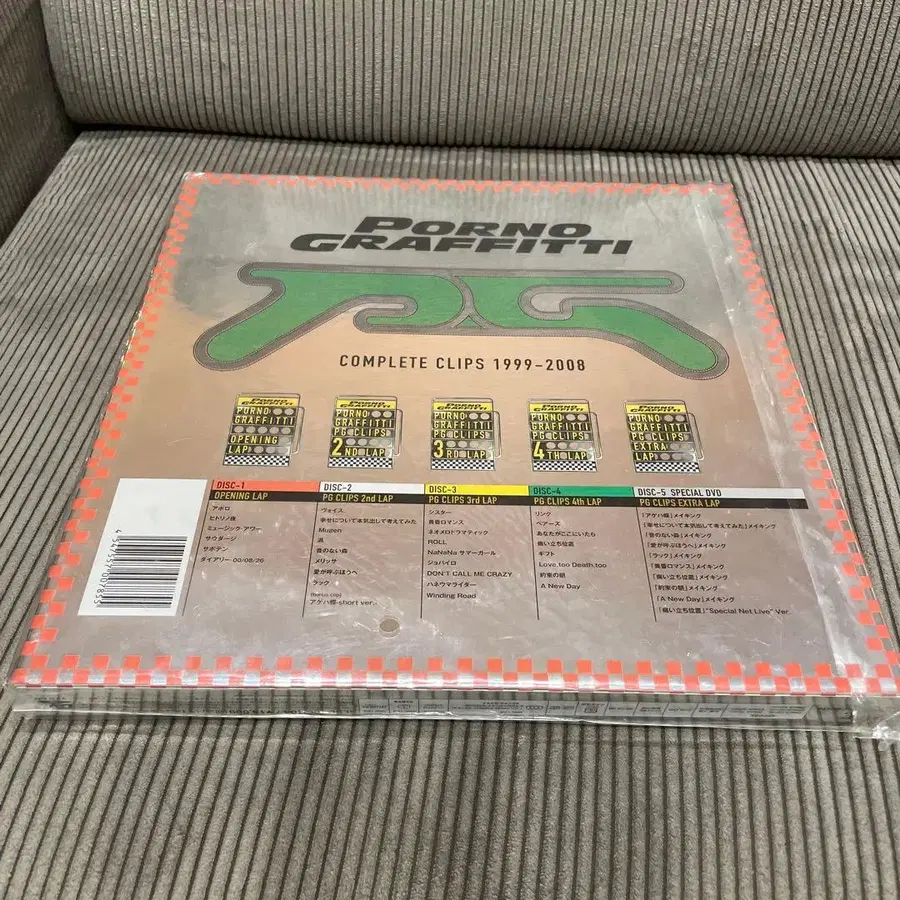 PORNO
GRAFFITTI
COMPLETE CLIPS 1999-2008
PORNO
GRAFFITTI
OPENING
LAP
PORNO
GRAFFITTI
PG CLIPS
2ND LAP
PORNO
GRAFFITTI
PG CLIPS
3RD LAP
PORNO
GRAFFITTI
PG CLIPS
4TH LAP
PORNO
GRAFFITTI
PG CLIPS
EXTRA
LAP
DISC-1
OPENING LAP
アポロ
ヒトリノ夜
ミュージック・アワー
サウダージ
サボテン
ダイアリー 00/08/26
DISC-2
PG CLIPS 2nd LAP
ヴォイス
幸せについて本気出して考えてみた
Mugen
渦
音のない森
メリッサ
愛が呼ぶほうへ
ラック
(Bonus Clip)
アゲハ蝶-short ver.-
DISC-3
PG CLIPS 3rd LAP
シスター
黄昏ロマンス
ネオメロドラマティック
ROLL
NaNaNa サマーガール
ジョバイロ
DON'T CALL ME CRAZY
ハネウマライダー
Winding Road
DISC-4
PG CLIPS 4th LAP
リンク
ベアーズ
あなたがここにいたら
痛い立ち位置
ギフト
Love,too Death,too
約束の朝
A New Day
DISC-5 SPECIAL DVD
PG CLIPS EXTRA LAP
「アゲハ蝶」メイキング
「幸せについて本気出して考えてみた」メイキング
「音のない森」メイキング
「愛が呼ぶほうへ」メイキング
「ラック」メイキング
「黄昏ロマンス」メイキング
「痛い立ち位置」メイキング
「約束の朝」メイキング
「A New Day」メイキング
「痛い立ち位置」"Special Net Live" Ver.